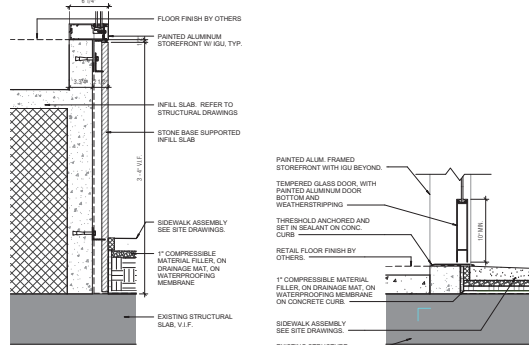 FLOOR FINISH BY OTHERS
PAINTED ALUMINUM
STOREFRONT W/ IGU, TYP.
INFILL SLAB. REFER TO
STRUCTURAL DRAWINGS
STONE BASE SUPPORTED
INFILL SLAB
3'-6" V.I.F.
SIDEWALK ASSEMBLY
SEE SITE DRAWINGS.
1" COMPRESSIBLE
MATERIAL FILLER, ON
DRAINAGE MAT, ON
WATERPROOFING
MEMBRANE
EXISTING STRUCTURAL
SLAB, V.I.F.
PAINTED ALUM. FRAMED
STOREFRONT WITH IGU BEYOND.
TEMPERED GLASS DOOR, WITH
PAINTED ALUMINUM DOOR
BOTTOM AND
WEATHERSTRIPPING
THRESHOLD ANCHORED AND
SET IN SEALANT ON CONC.
CURB
10" MIN.
RETAIL FLOOR FINISH BY
OTHERS.
1" COMPRESSIBLE MATERIAL
FILLER, ON DRAINAGE MAT, ON
WATERPROOFING MEMBRANE
ON CONCRETE CURB.
SIDEWALK ASSEMBLY
SEE SITE DRAWINGS.